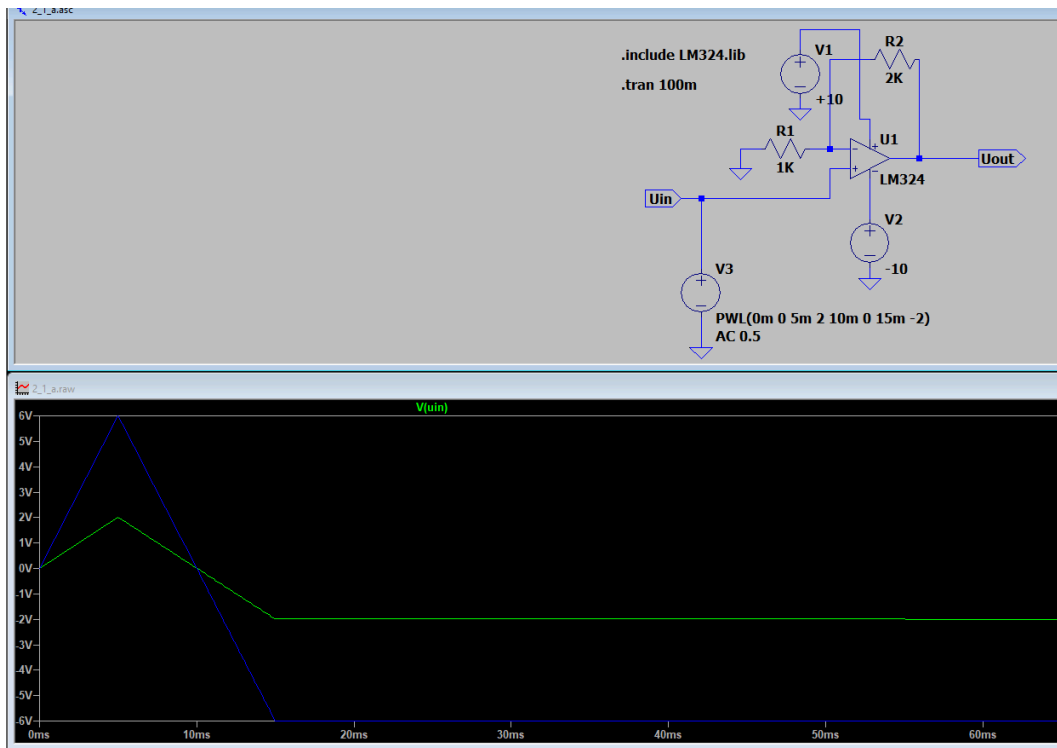 2_1_a.asc
.include LM324.lib
.tran 100m
V1
+10
R2
2K
R1
1K
U1
LM324
Uout
Uin
V2
-10
V3
PWL(0m 0 5m 2 10m 0 15m -2)
AC 0.5
2_1_a.raw
V(uin)
6V
5V
4V
3V
2V
1V
0V
-1V
-2V
-3V
-4V
-5V
-6V
0ms 10ms 20ms 30ms 40ms 50ms 60ms